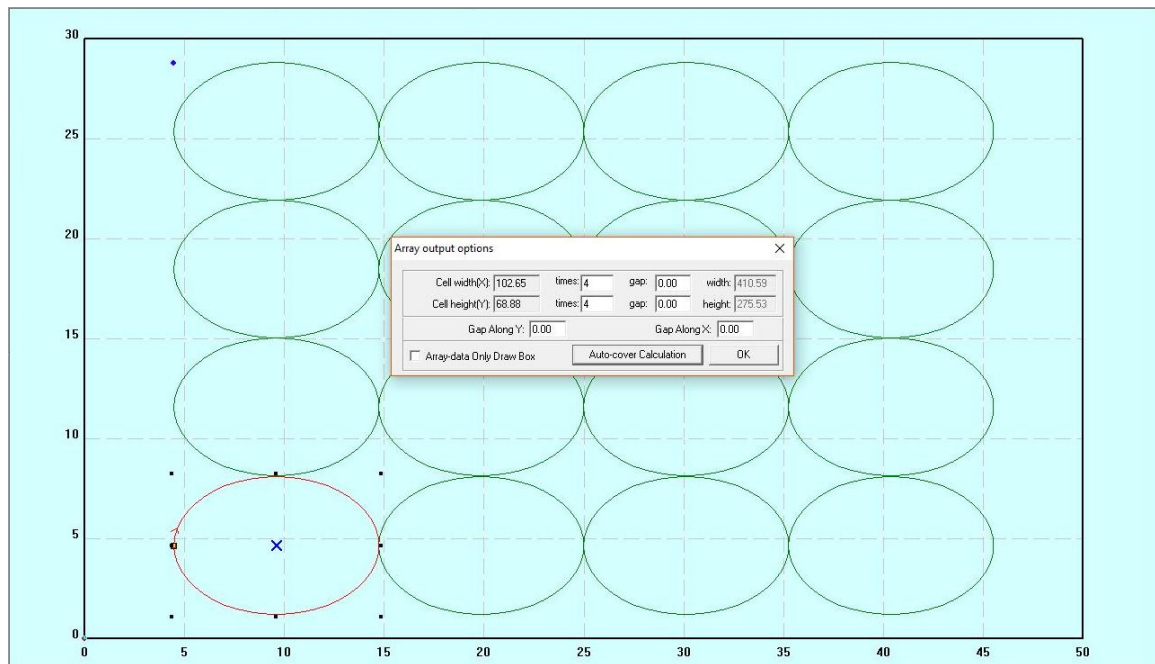 30
25
20
Array output options
Cell width(X): 102.65 times: 4 gap: 0.00 width: 410.59
Cell height(Y): 68.88 times: 4 gap: 0.00 height: 275.53
Gap Along Y: 0.00 Gap Along X: 0.00
Array-data Only Draw Box Auto-cover Calculation OK
15
10
5
0
0 5 10 15 20 25 30 35 40 45 50